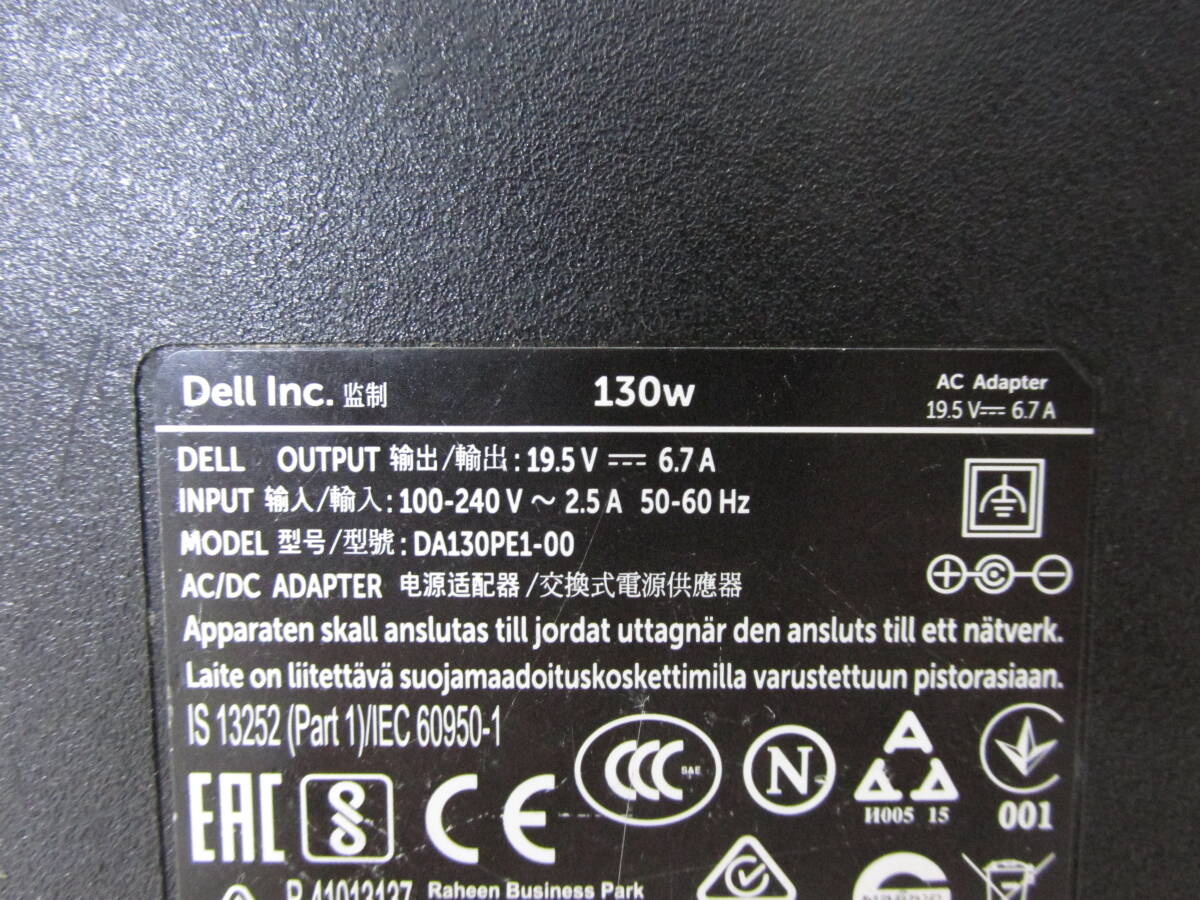 Dell Inc. 监制 130w AC Adapter
19.5 V⎓ 6.7 A
DELL OUTPUT 输出/輸出: 19.5 V ⎓ 6.7 A
INPUT 输入/輸入: 100-240 V ～ 2.5 A 50-60 Hz
MODEL 型号/型號: DA130PE1-00
AC/DC ADAPTER 电源适配器/交換式電源供應器
Apparaten skall anslutas till jordat uttagnär den ansluts till ett nätverk.
Laite on liitettävä suojamaadoituskoskettimilla varustettuun pistorasiaan.
IS 13252 (Part 1)/IEC 60950-1
EAC CE CCC S&E N И005 15 001
R 41013137 Raheen Business Park